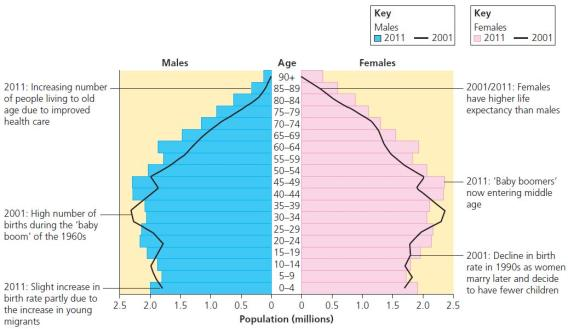 Key
Males
2011 2001
Key
Females
2011 2001
Males
Age
Females
90+
85–89
80–84
75–79
70–74
65–69
60–64
55–59
50–54
45–49
40–44
35–39
30–34
25–29
20–24
15–19
10–14
5–9
0–4
2011: Increasing number
of people living to old
age due to improved
health care
2001: High number of
births during the ‘baby
boom’ of the 1960s
2011: Slight increase in
birth rate partly due to
the increase in young
migrants
2001/2011: Females
have higher life
expectancy than males
2011: ‘Baby boomers’
now entering middle
age
2001: Decline in birth
rate in 1990s as women
marry later and decide
to have fewer children
2.5 2.0 1.5 1.0 0.5 0 0 0.5 1.0 1.5 2.0 2.5
Population (millions)